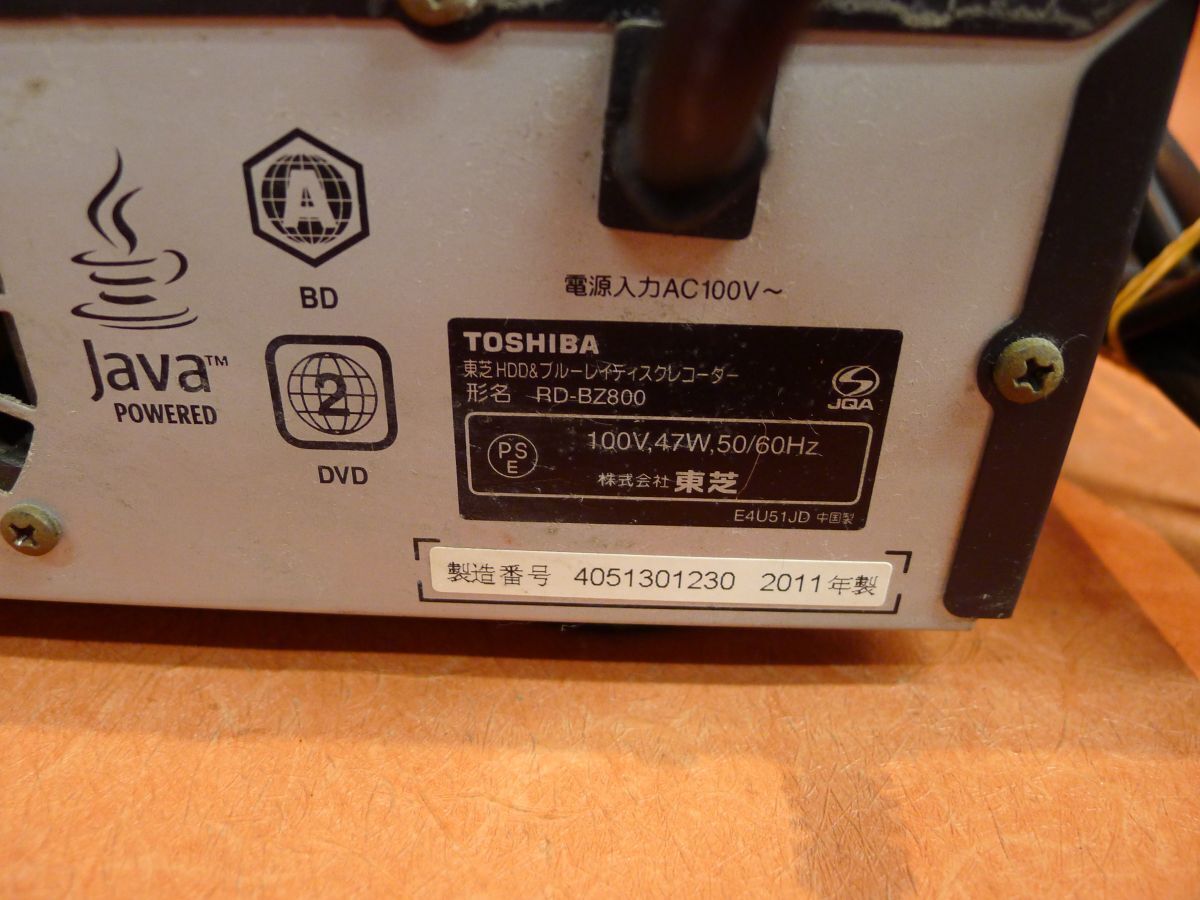 A
BD
Java™
POWERED
2
DVD
電源入力AC100V～
TOSHIBA
東芝HDD&ブルーレイディスクレコーダー
形名 RD-BZ800
JQA
PS
E
100V,47W,50/60Hz
株式会社 東芝
E4U51JD 中国製
製造番号 4051301230 2011年製